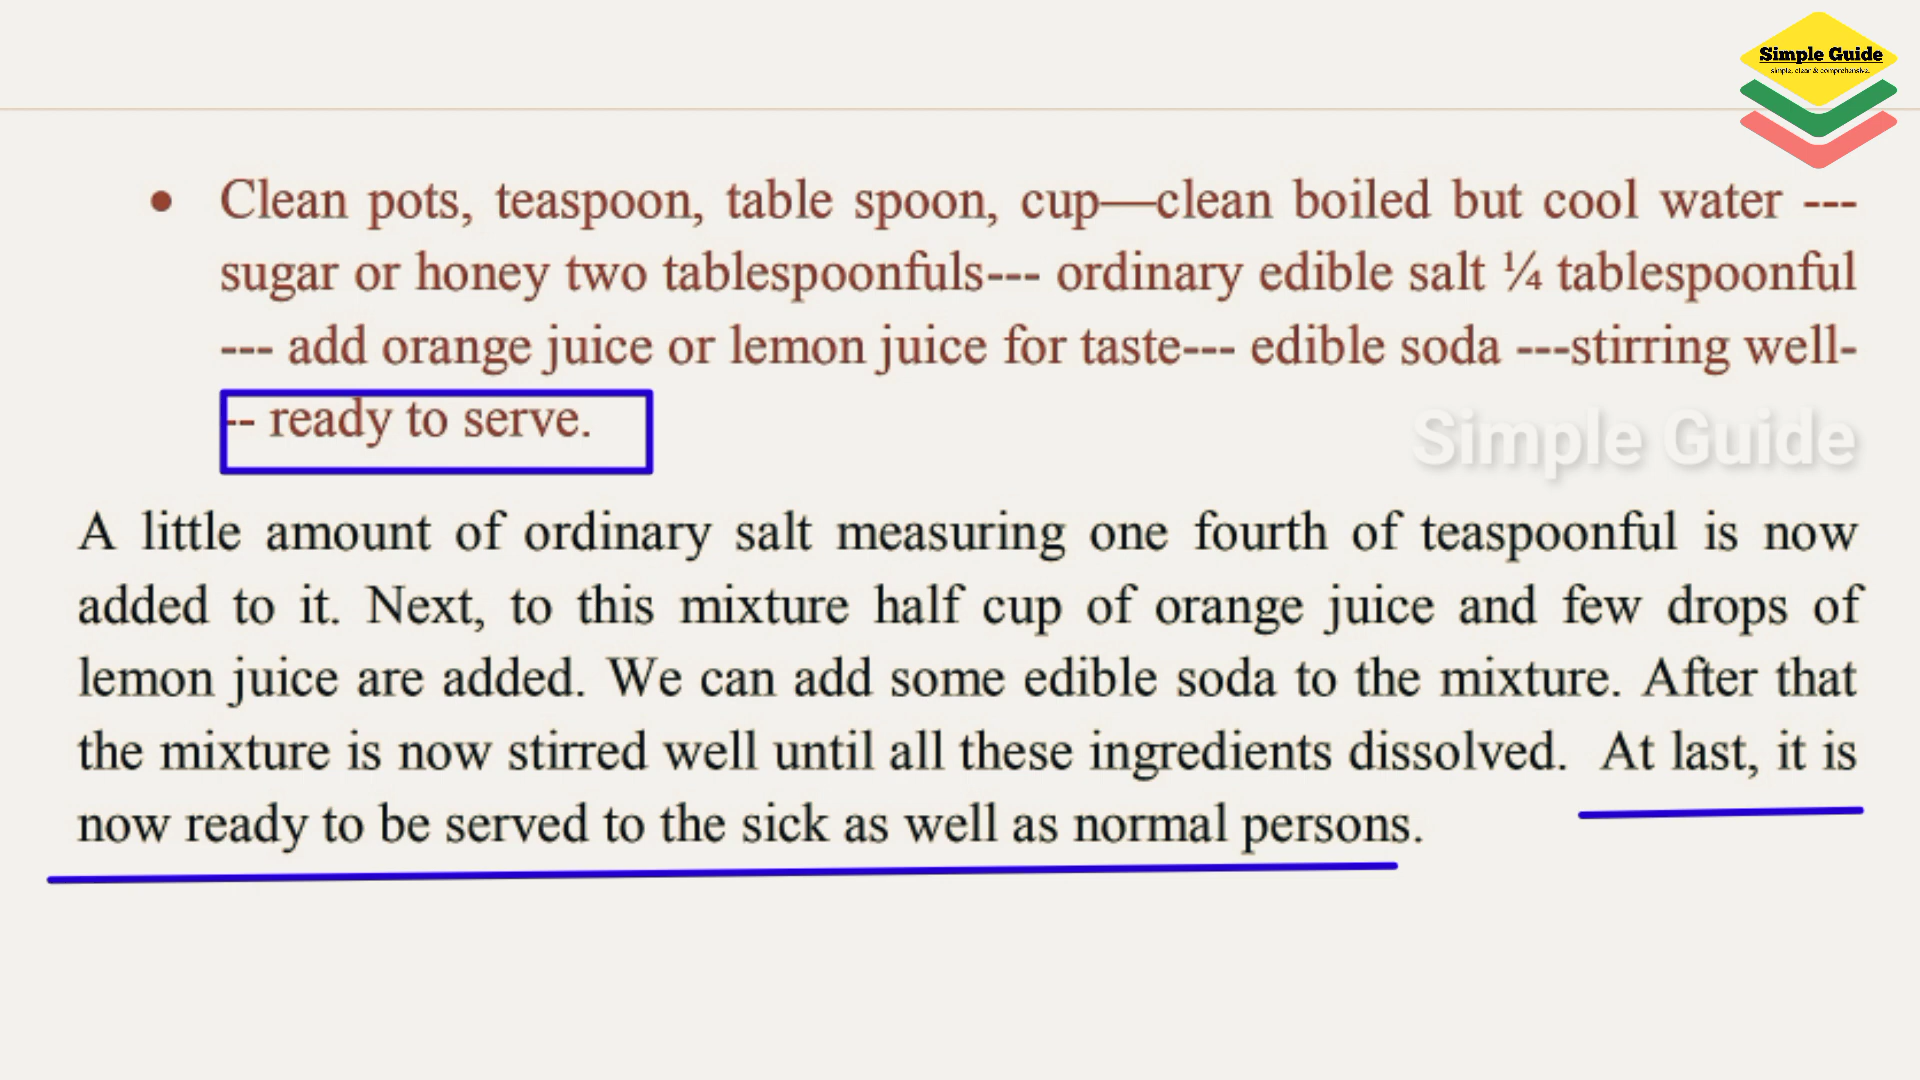 Simple Guide
simple, clear & comprehensive.
• Clean pots, teaspoon, table spoon, cup—clean boiled but cool water ---
sugar or honey two tablespoonfuls--- ordinary edible salt ¼ tablespoonful
--- add orange juice or lemon juice for taste--- edible soda ---stirring well-
-- ready to serve.
Simple Guide
A little amount of ordinary salt measuring one fourth of teaspoonful is now
added to it. Next, to this mixture half cup of orange juice and few drops of
lemon juice are added. We can add some edible soda to the mixture. After that
the mixture is now stirred well until all these ingredients dissolved. At last, it is
now ready to be served to the sick as well as normal persons.